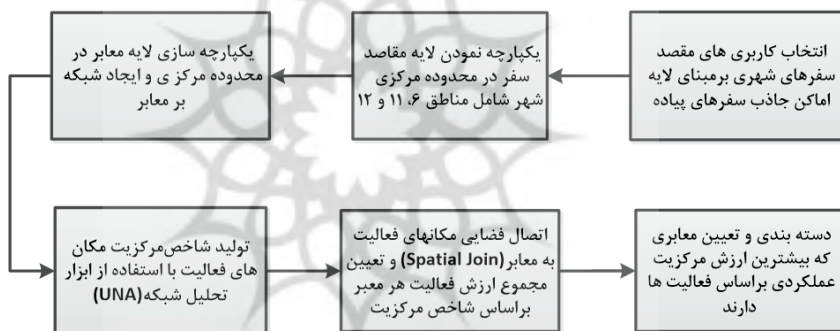 انتخاب کاربری های مقصد
سفرهای شهری برمبنای لایه
اماکن جاذب سفرهای پیاده
یکپارچه نمودن لایه مقاصد
سفر در محدوده مرکزی
شهر شامل مناطق ۶، ۱۱ و ۱۲
یکپارچه سازی لایه معابر در
محدوده مرکز ی و ایجاد شبکه
بر معابر
تولید شاخص‌مرکزیت مکان
های فعالیت با استفاده از ابزار
تحلیل شبکه(UNA)
اتصال فضایی مکانهای فعالیت
به معابر(Spatial Join) و تعیین
مجموع ارزش فعالیت هر معبر
براساس شاخص مرکزیت
دسته بندی و تعیین معابری
که بیشترین ارزش مرکزیت
عملکردی براساس فعالیت ها
دارند